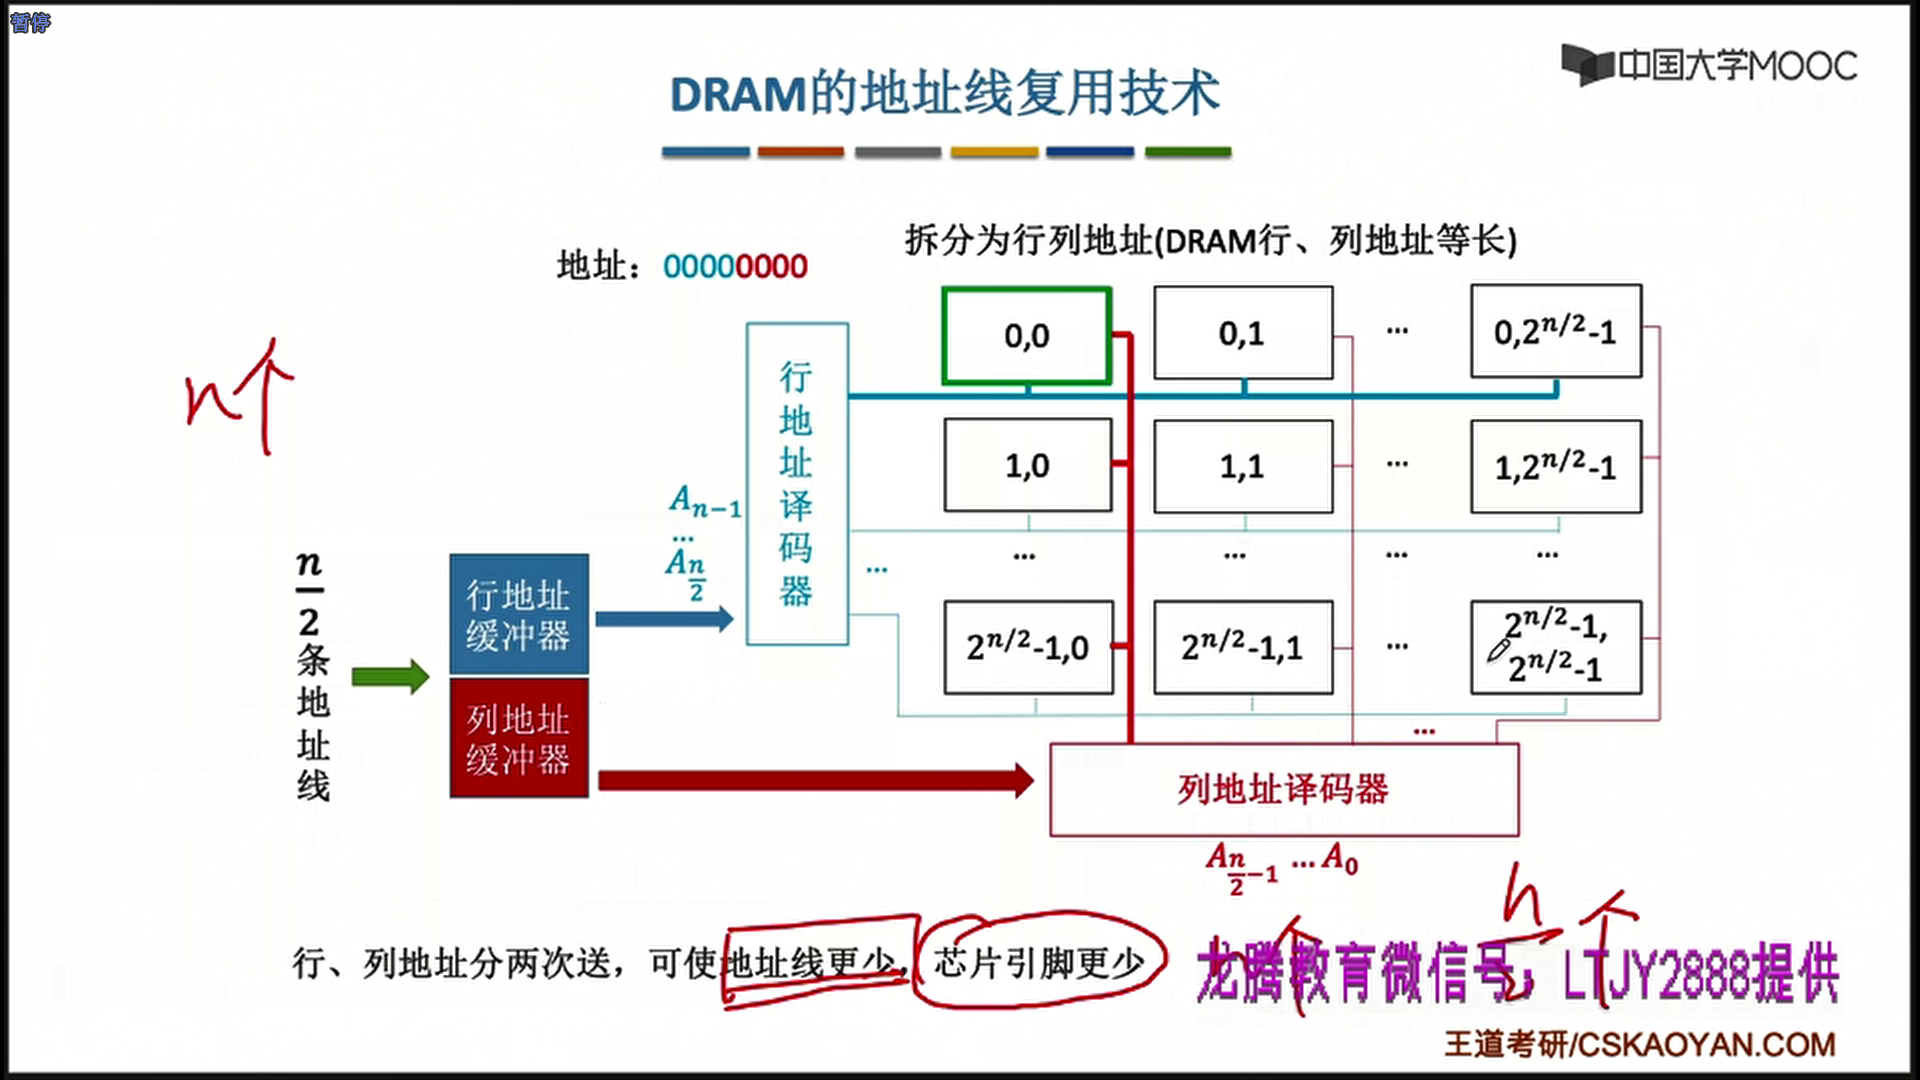 暂停
中国大学MOOC
DRAM的地址线复用技术
拆分为行列地址(DRAM行、列地址等长)
地址：00000000
n个
行地址译码器
0,0
0,1
...
0,2^{n/2}-1
1,0
1,1
...
1,2^{n/2}-1
A_{n-1}
...
A_{n/2}
...
...
...
...
...
n/2条地址线
行地址
缓冲器
列地址
缓冲器
2^{n/2}-1,0
2^{n/2}-1,1
...
2^{n/2}-1,
2^{n/2}-1
...
列地址译码器
A_{n/2-1} ...A_0
行、列地址分两次送，可使地址线更少，芯片引脚更少
n个
n/2个
龙腾教育微信号：LTJY2888提供
王道考研/CSKAOYAN.COM